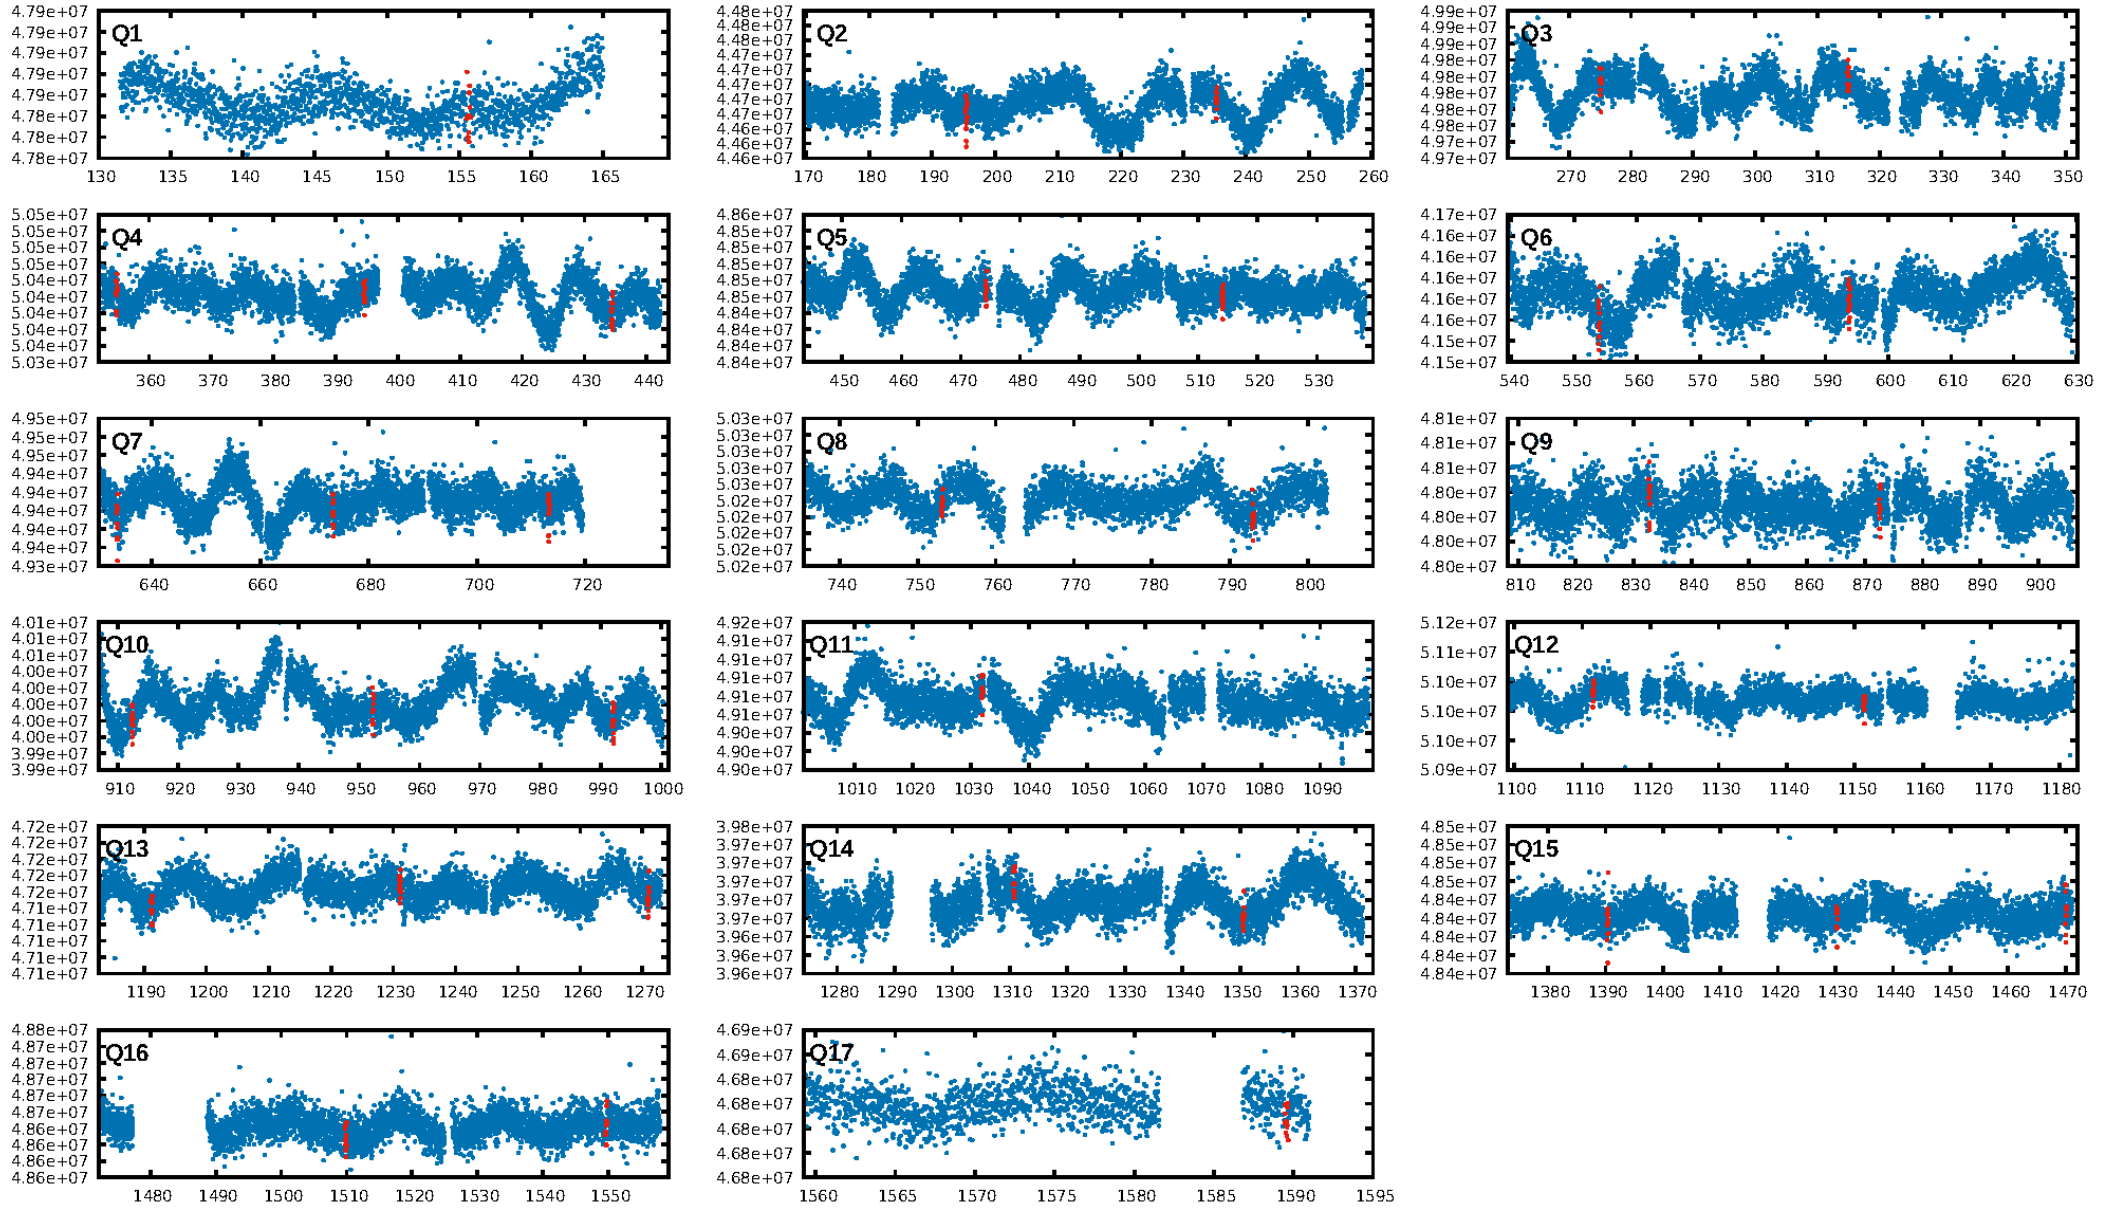 4.79e+07 4.79e+07 4.79e+07 4.79e+07 4.78e+07 4.78e+07 4.78e+07
Q1
130 135 140 145 150 155 160 165
4.48e+07 4.48e+07 4.48e+07 4.47e+07 4.47e+07 4.47e+07 4.47e+07 4.47e+07 4.46e+07 4.46e+07 4.46e+07
Q2
170 180 190 200 210 220 230 240 250 260
4.99e+07 4.99e+07 4.99e+07 4.98e+07 4.98e+07 4.98e+07 4.98e+07 4.98e+07 4.97e+07 4.97e+07
Q3
270 280 290 300 310 320 330 340 350
5.05e+07 5.05e+07 5.05e+07 5.05e+07 5.04e+07 5.04e+07 5.04e+07 5.04e+07 5.04e+07 5.03e+07
Q4
360 370 380 390 400 410 420 430 440
4.86e+07 4.85e+07 4.85e+07 4.85e+07 4.85e+07 4.84e+07 4.84e+07 4.84e+07
Q5
450 460 470 480 490 500 510 520 530
4.17e+07 4.16e+07 4.16e+07 4.16e+07 4.16e+07 4.15e+07 4.15e+07
Q6
540 550 560 570 580 590 600 610 620 630
4.95e+07 4.95e+07 4.95e+07 4.94e+07 4.94e+07 4.94e+07 4.94e+07 4.94e+07 4.93e+07
Q7
640 660 680 700 720
5.03e+07 5.03e+07 5.03e+07 5.03e+07 5.03e+07 5.02e+07 5.02e+07 5.02e+07 5.02e+07 5.02e+07
Q8
740 750 760 770 780 790 800
4.81e+07 4.81e+07 4.81e+07 4.80e+07 4.80e+07 4.80e+07 4.80e+07
Q9
810 820 830 840 850 860 870 880 890 900
4.01e+07 4.01e+07 4.01e+07 4.00e+07 4.00e+07 4.00e+07 4.00e+07 4.00e+07 3.99e+07 3.99e+07
Q10
910 920 930 940 950 960 970 980 990 1000
4.92e+07 4.91e+07 4.91e+07 4.91e+07 4.91e+07 4.91e+07 4.90e+07 4.90e+07 4.90e+07
Q11
1010 1020 1030 1040 1050 1060 1070 1080 1090
5.12e+07 5.11e+07 5.10e+07 5.10e+07 5.10e+07 5.09e+07
Q12
1100 1110 1120 1130 1140 1150 1160 1170 1180
4.72e+07 4.72e+07 4.72e+07 4.72e+07 4.72e+07 4.71e+07 4.71e+07 4.71e+07 4.71e+07 4.71e+07
Q13
1190 1200 1210 1220 1230 1240 1250 1260 1270
3.98e+07 3.97e+07 3.97e+07 3.97e+07 3.97e+07 3.97e+07 3.96e+07 3.96e+07 3.96e+07
Q14
1280 1290 1300 1310 1320 1330 1340 1350 1360 1370
4.85e+07 4.85e+07 4.85e+07 4.85e+07 4.84e+07 4.84e+07 4.84e+07 4.84e+07 4.84e+07
Q15
1380 1390 1400 1410 1420 1430 1440 1450 1460 1470
4.88e+07 4.87e+07 4.87e+07 4.87e+07 4.87e+07 4.87e+07 4.86e+07 4.86e+07 4.86e+07 4.86e+07
Q16
1480 1490 1500 1510 1520 1530 1540 1550
4.69e+07 4.69e+07 4.68e+07 4.68e+07 4.68e+07 4.68e+07 4.68e+07
Q17
1560 1565 1570 1575 1580 1585 1590 1595